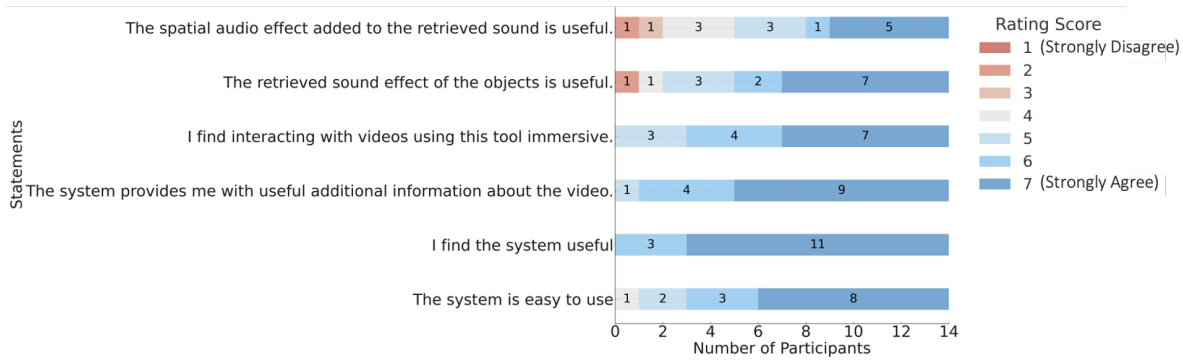 The spatial audio effect added to the retrieved sound is useful. 1 1 3 3 1 5
The retrieved sound effect of the objects is useful. 1 1 3 2 7
I find interacting with videos using this tool immersive. 3 4 7
The system provides me with useful additional information about the video. 1 4 9
I find the system useful 3 11
The system is easy to use 1 2 3 8
Statements
0 2 4 6 8 10 12 14
Number of Participants
Rating Score
1 (Strongly Disagree)
2
3
4
5
6
7 (Strongly Agree)